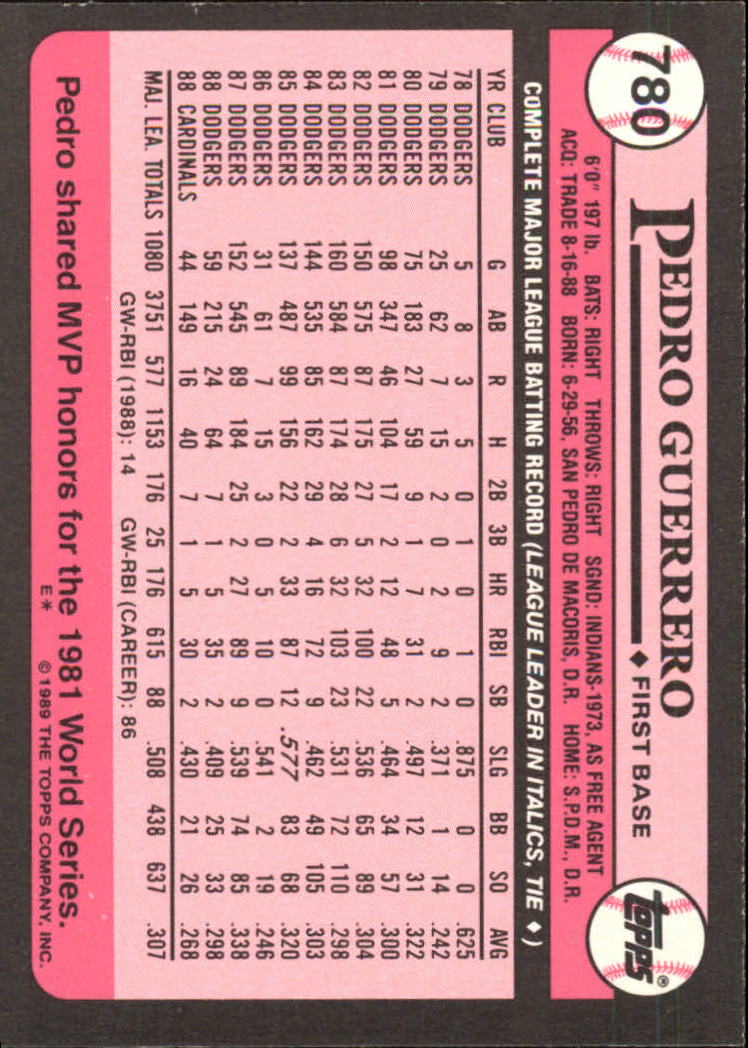 780
PEDRO GUERRERO ♦ FIRST BASE
topps®
6'0" 197 lb. BATS: RIGHT THROWS: RIGHT SGND: INDIANS-1973, AS FREE AGENT
ACQ: TRADE 8-16-88 BORN: 6-29-56, SAN PEDRO DE MACORIS, D.R. HOME: S.P.D.M., D.R.
COMPLETE MAJOR LEAGUE BATTING RECORD (LEAGUE LEADER IN ITALICS, TIE ♦)
YR CLUB G AB R H 2B 3B HR RBI SB SLG BB SO AVG
78 DODGERS 5 8 3 5 0 1 0 1 0 .875 0 0 .625
79 DODGERS 25 62 7 15 2 0 2 9 2 .371 1 14 .242
80 DODGERS 75 183 27 59 9 1 7 31 2 .497 12 31 .322
81 DODGERS 98 347 46 104 17 2 12 48 5 .464 34 57 .300
82 DODGERS 150 575 87 175 27 5 32 100 22 .536 65 89 .304
83 DODGERS 160 584 87 174 28 6 32 103 23 .531 72 110 .298
84 DODGERS 144 535 85 162 29 4 16 72 9 .462 49 105 .303
85 DODGERS 137 487 99 156 22 2 33 87 12 .577 83 68 .320
86 DODGERS 31 61 7 15 3 0 5 10 0 .541 2 19 .246
87 DODGERS 152 545 89 184 25 2 27 89 9 .539 74 85 .338
88 DODGERS 59 215 24 64 7 1 5 35 2 .409 25 33 .298
88 CARDINALS 44 149 16 40 7 1 5 30 2 .430 21 26 .268
MAJ. LEA. TOTALS 1080 3751 577 1153 176 25 176 615 88 .508 438 637 .307
GW-RBI (1988): 14 GW-RBI (CAREER): 86
Pedro shared MVP honors for the 1981 World Series.
E* © 1989 THE TOPPS COMPANY, INC.